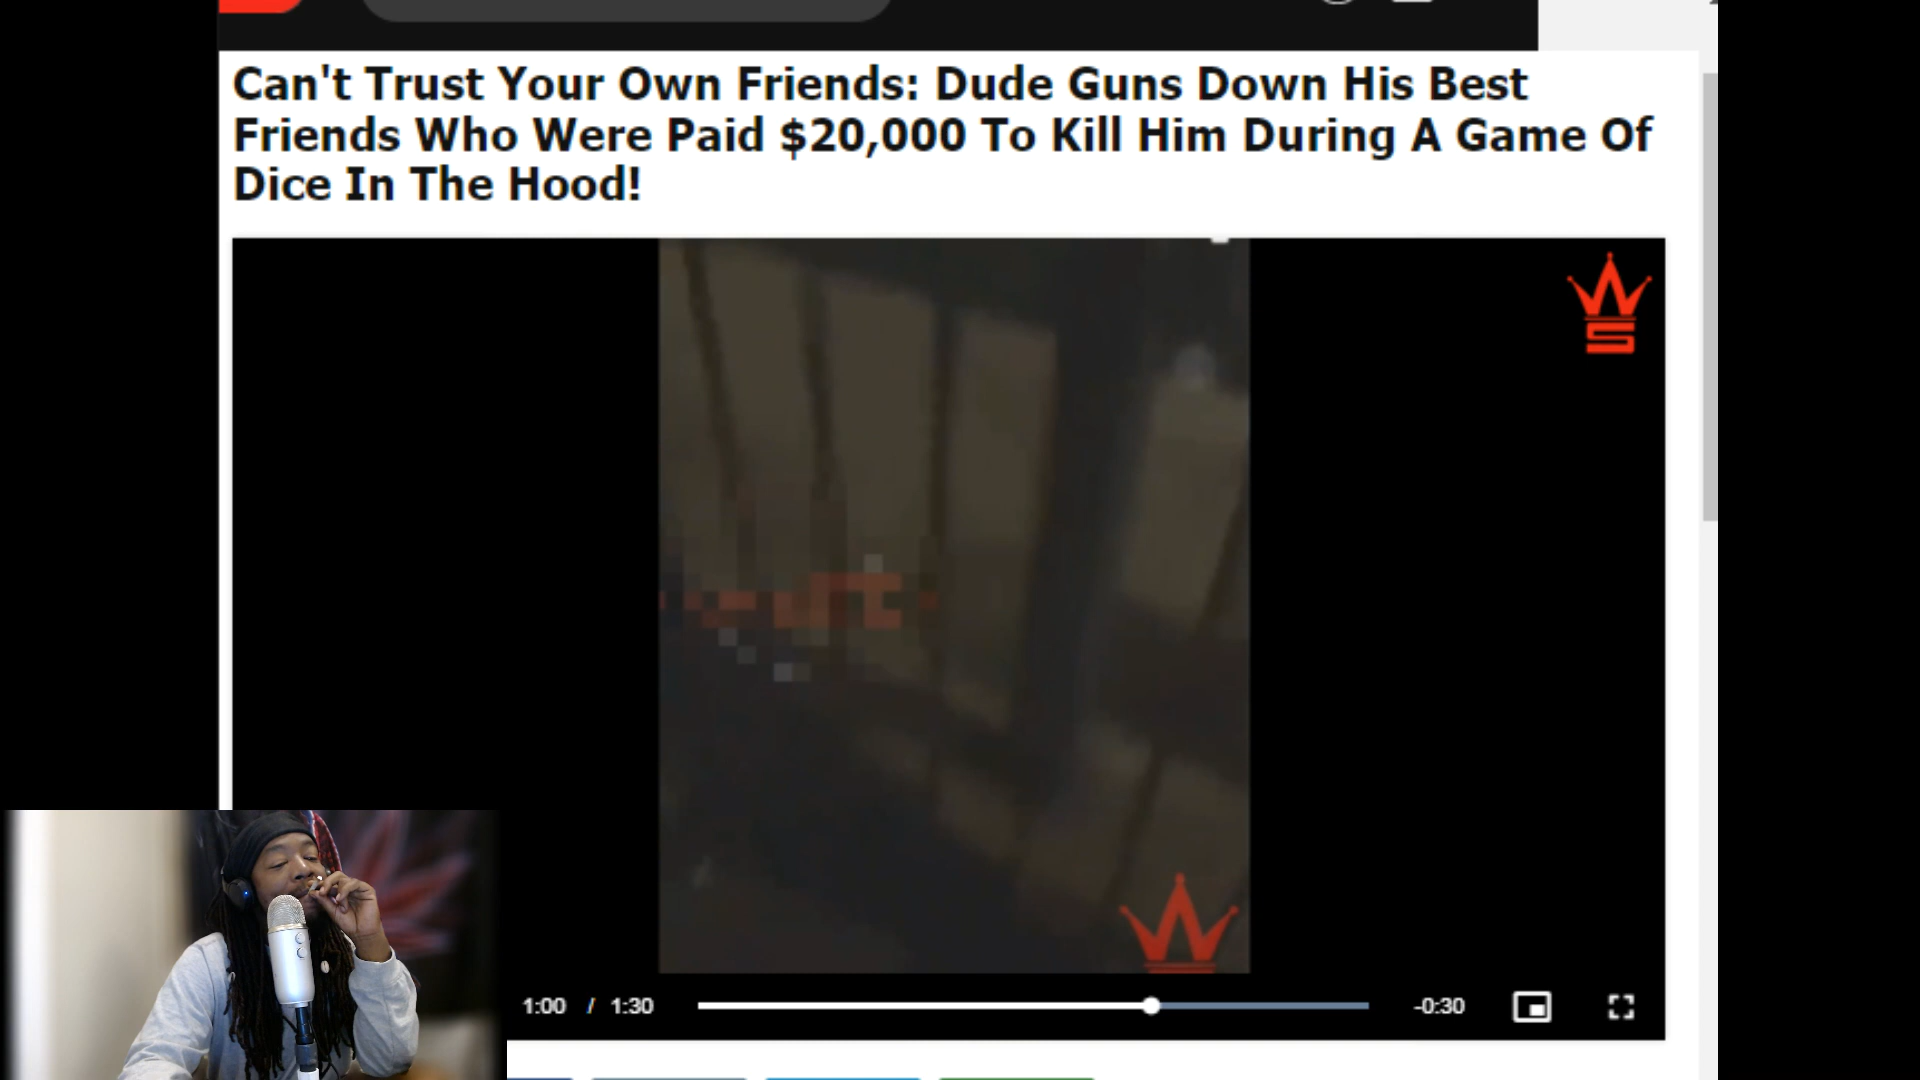 Can't Trust Your Own Friends: Dude Guns Down His Best
Friends Who Were Paid $20,000 To Kill Him During A Game Of
Dice In The Hood!
1:00 / 1:30
-0:30